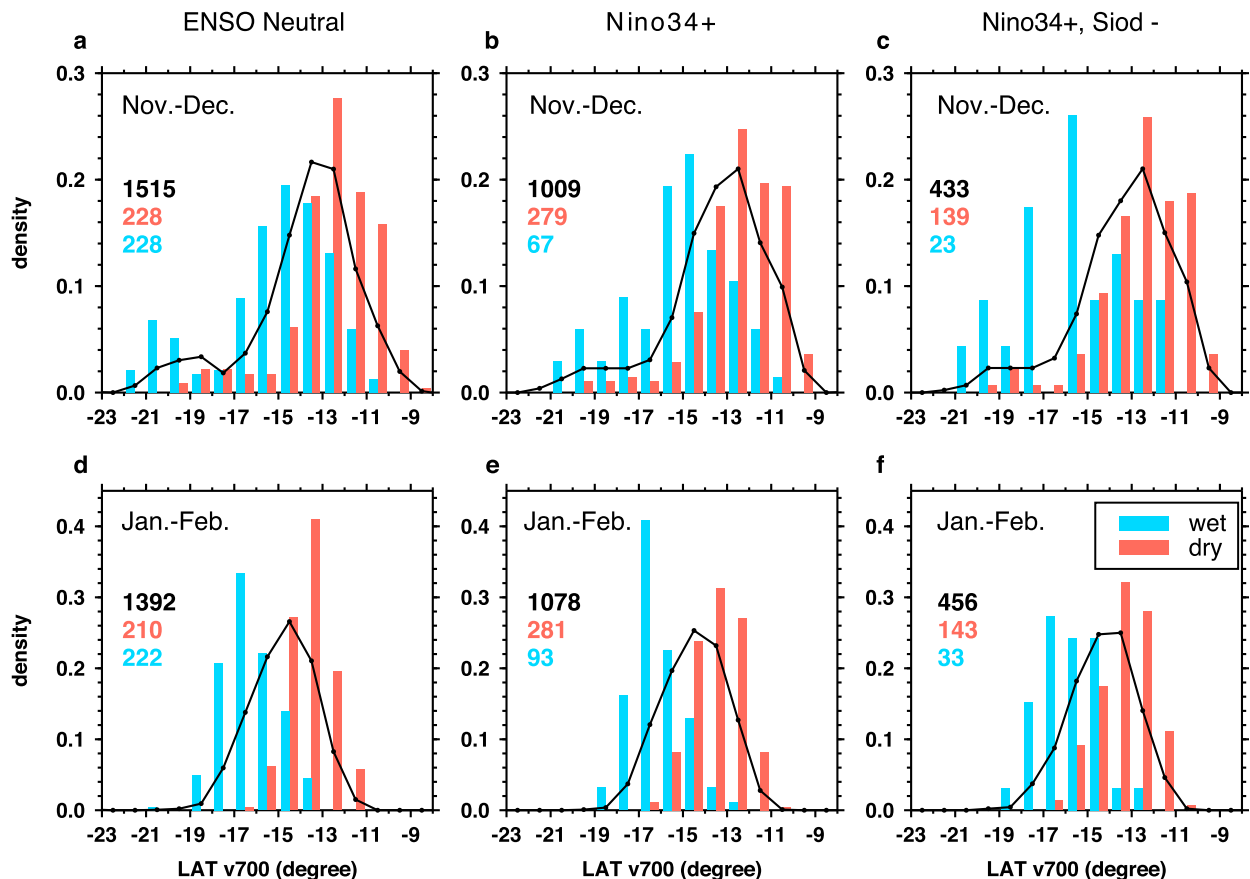 ENSO Neutral
Nino34+
Nino34+, Siod -
a
b
c
0.3
0.2
0.1
0.0
density
Nov.-Dec.
1515
228
228
-23 -21 -19 -17 -15 -13 -11 -9
0.3
0.2
0.1
0.0
Nov.-Dec.
1009
279
67
-23 -21 -19 -17 -15 -13 -11 -9
0.3
0.2
0.1
0.0
Nov.-Dec.
433
139
23
-23 -21 -19 -17 -15 -13 -11 -9
d
e
f
0.4
0.3
0.2
0.1
0.0
density
Jan.-Feb.
1392
210
222
-23 -21 -19 -17 -15 -13 -11 -9
LAT v700 (degree)
0.4
0.3
0.2
0.1
0.0
Jan.-Feb.
1078
281
93
-23 -21 -19 -17 -15 -13 -11 -9
LAT v700 (degree)
0.4
0.3
0.2
0.1
0.0
Jan.-Feb.
456
143
33
wet
dry
-23 -21 -19 -17 -15 -13 -11 -9
LAT v700 (degree)